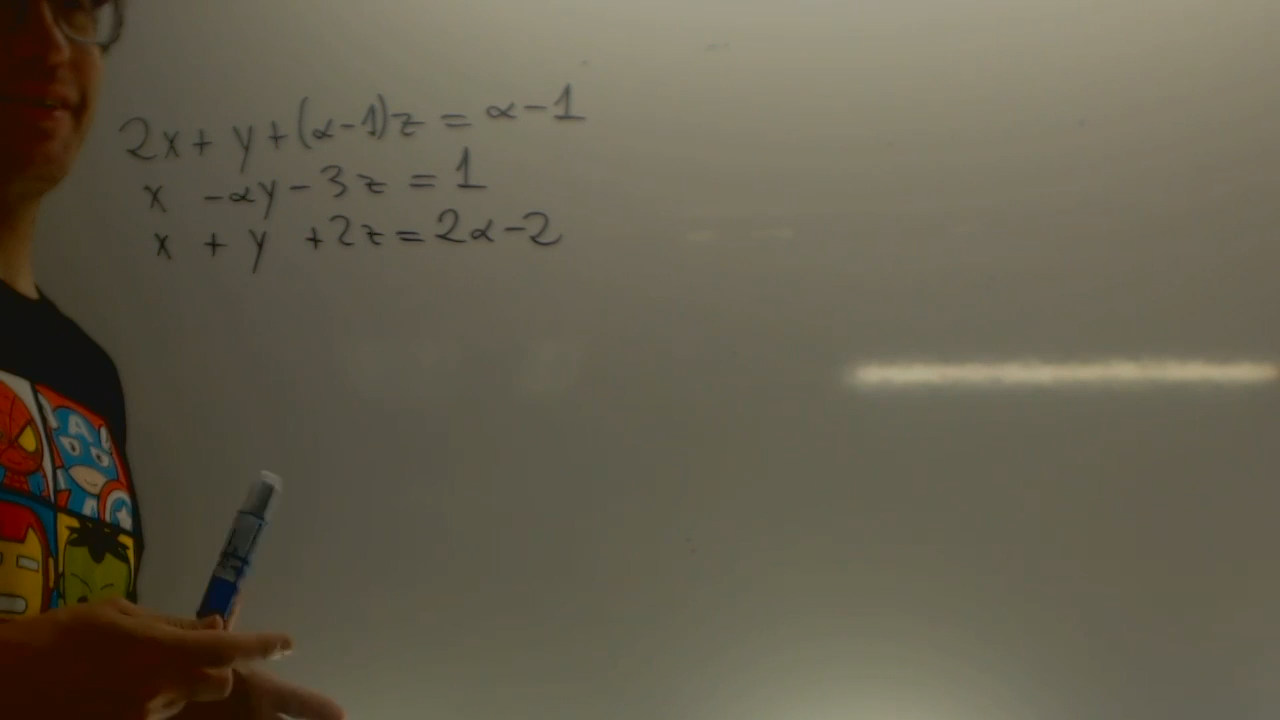 2x + y + (α-1)z = α-1
x - αy - 3z = 1
x + y + 2z = 2α-2